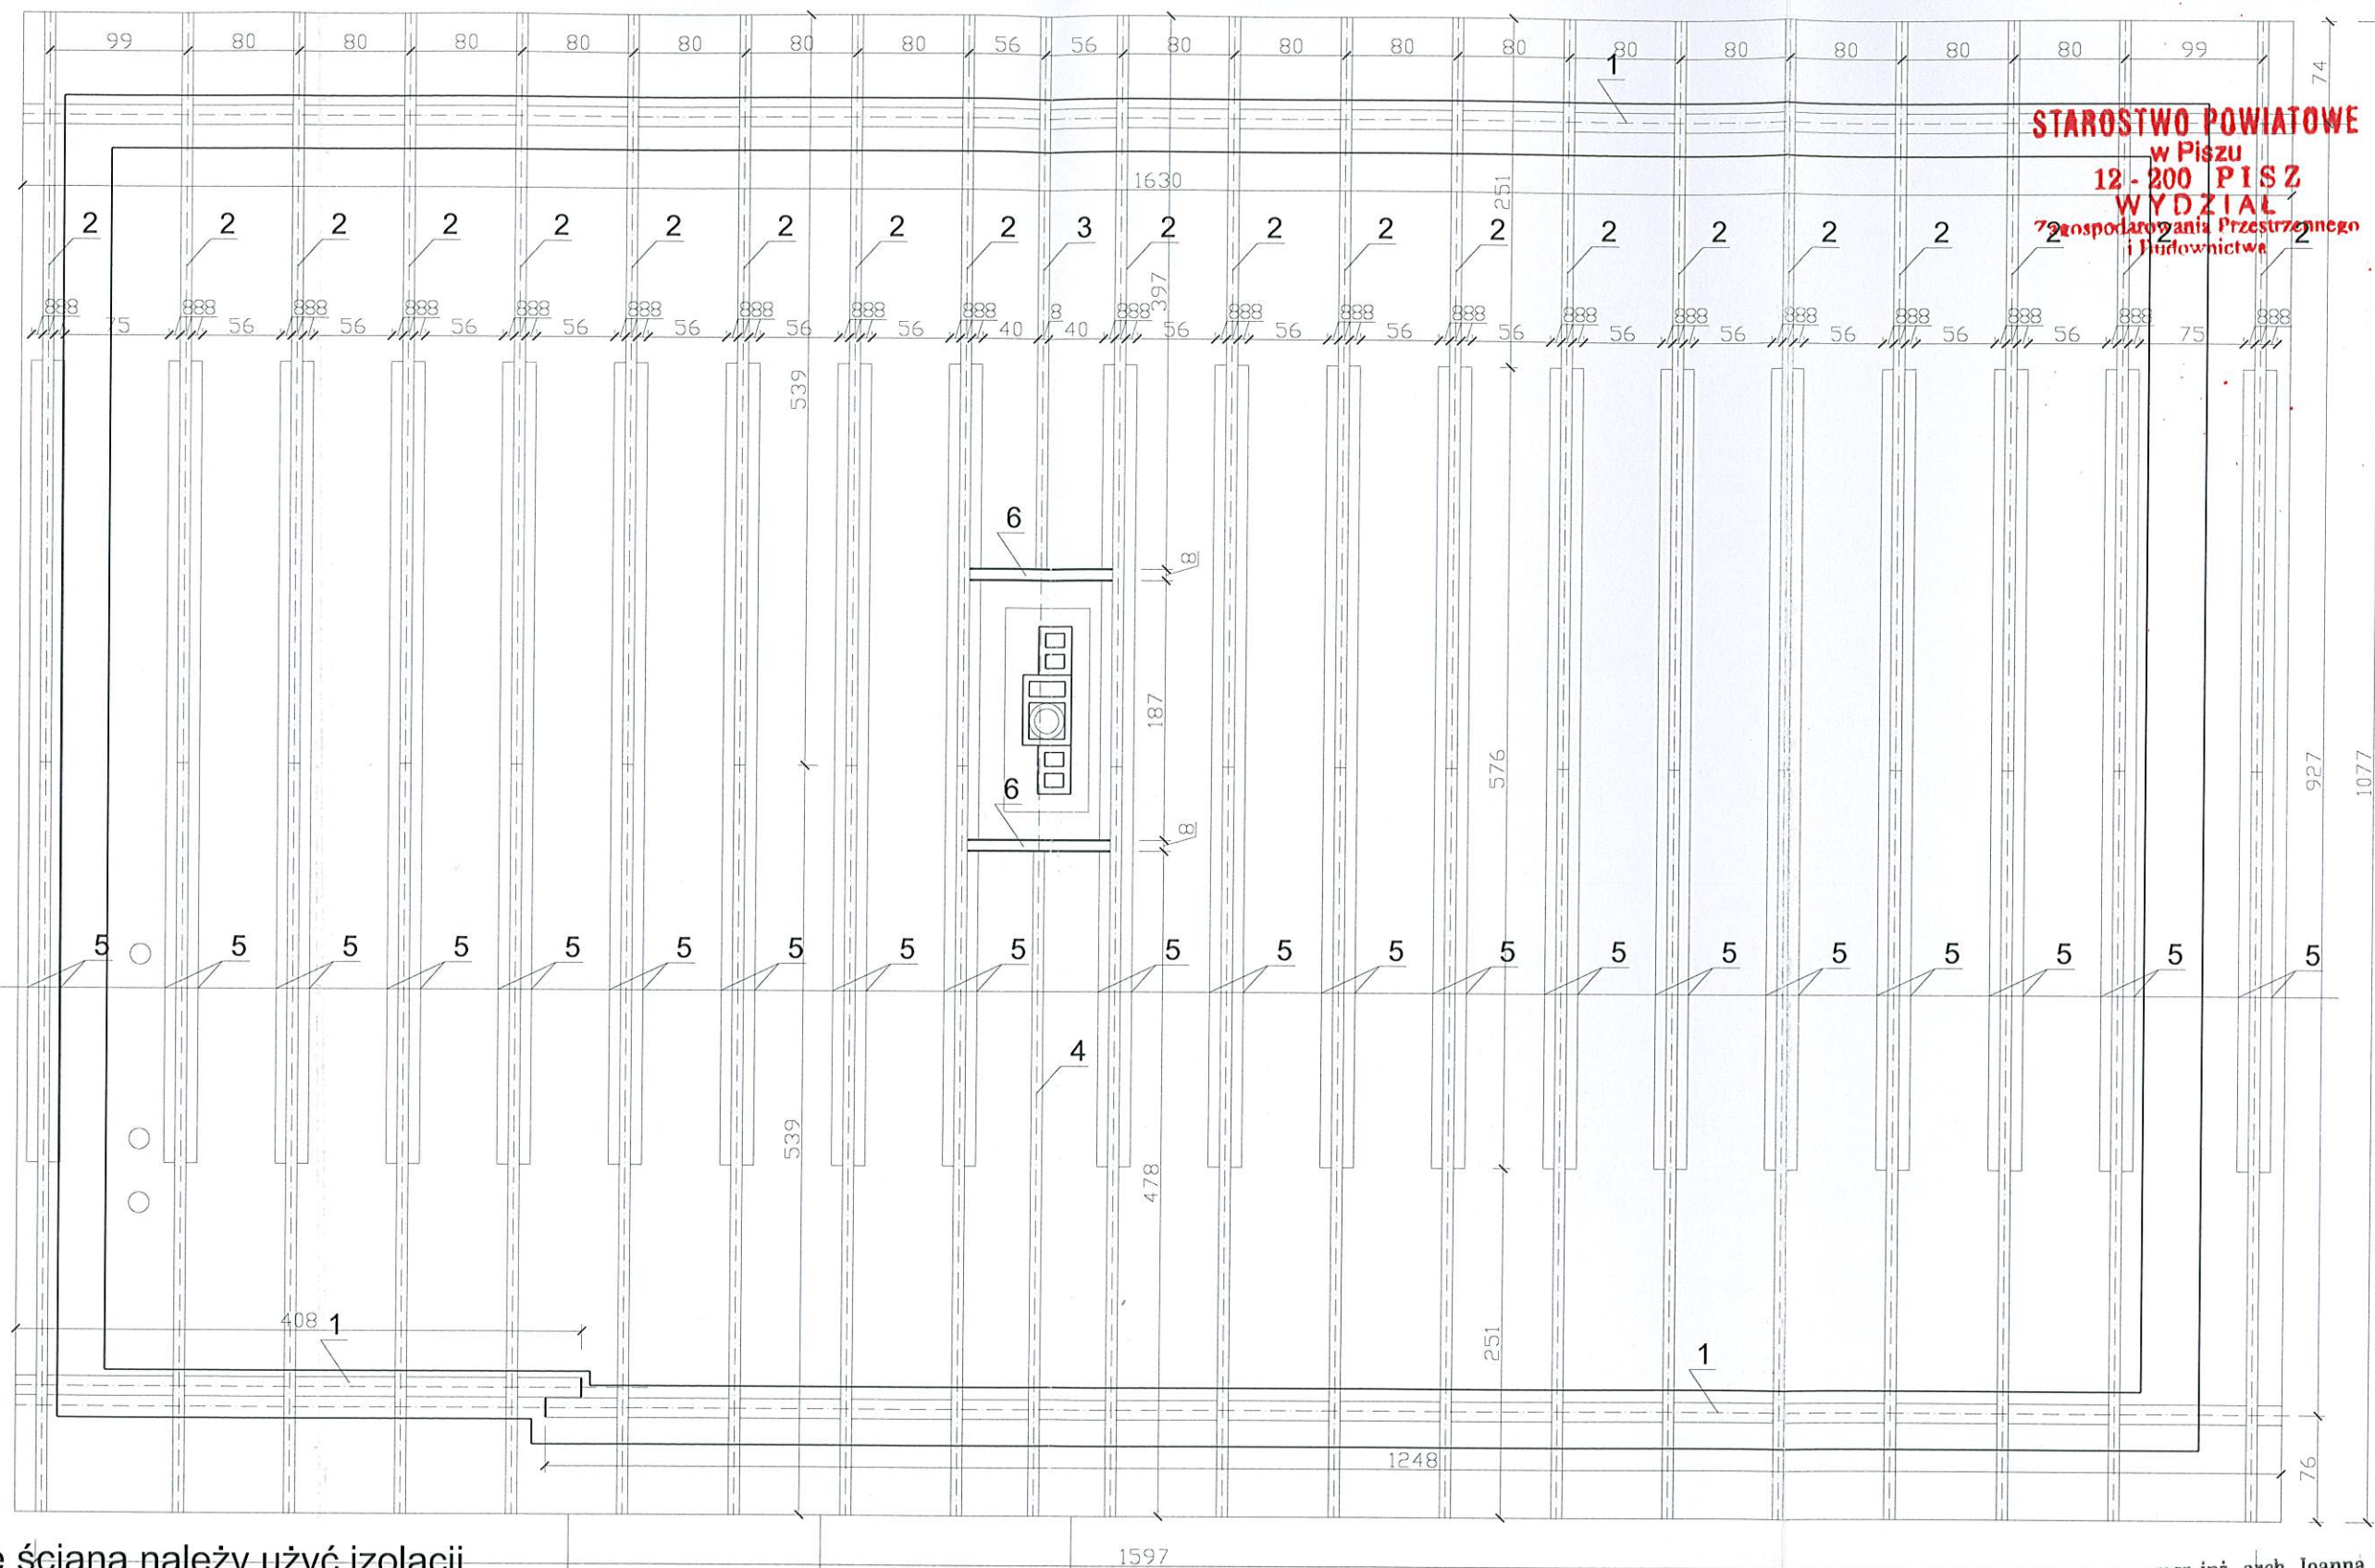 99 80 80 80 80 80 80 80 56 56 80 80 80 80 80 80 80 80 80 99
74
1
STAROSTWO POWIATOWE
w Piszu
12 - 200 PISZ
WYDZIAŁ
Zagospodarowania Przestrzennego
i Budownictwa
1630
251
2 2 2 2 2 2 2 2 2 3 2 2 2 2 2 2 2 2 2 2 2
397
888 888 888 888 888 888 888 888 888 8 888 888 888 888 888 888 888 888 888 888 888
75 56 56 56 56 56 56 56 40 40 56 56 56 56 56 56 56 56 56 75
539
6
8
187
576
927
1077
6
8
5 5 5 5 5 5 5 5 5 5 5 5 5 5 5 5 5 5 5 5
4
539
478
251
408 1
1
1248
76
ściana należy użyć izolacji
1597
inż. arch. Joanna